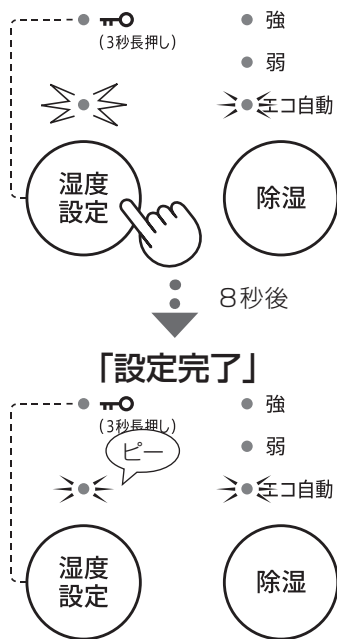 強
(3秒長押し)
弱
エコ自動
湿度
設定
除湿
8秒後
「設定完了」
強
(3秒長押し)
ピー
弱
エコ自動
湿度
設定
除湿